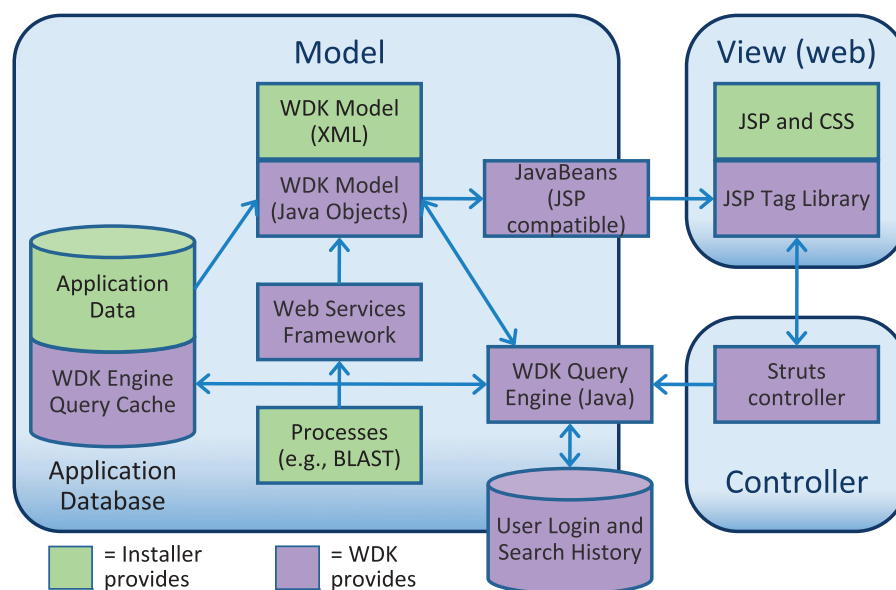 Model
View (web)
WDK Model
(XML)
JSP and CSS
WDK Model
(Java Objects)
JavaBeans
(JSP
compatible)
JSP Tag Library
Application
Data
Web Services
Framework
WDK Engine
Query Cache
WDK Query
Engine (Java)
Struts
controller
Processes
(e.g., BLAST)
Application
Database
Controller
User Login and
Search History
= Installer
provides
= WDK
provides